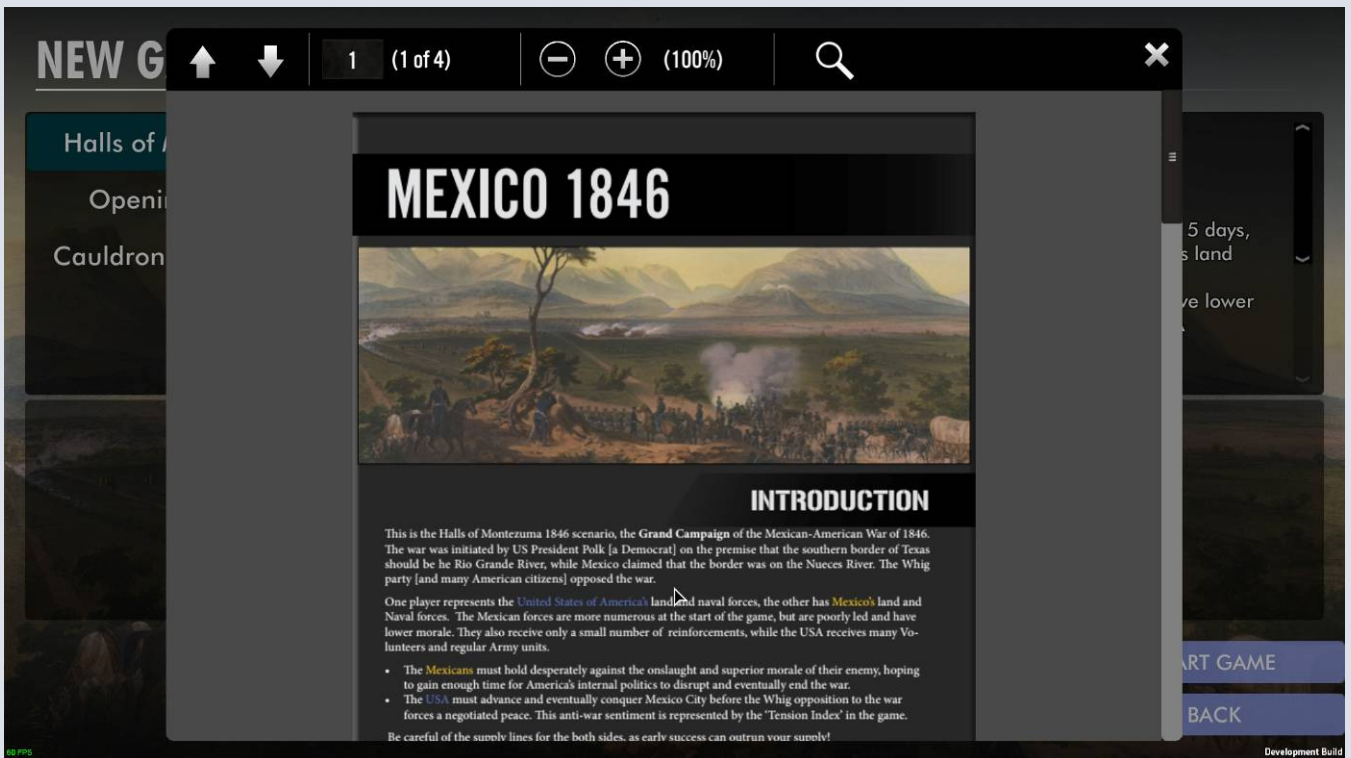 NEW G
1 (1 of 4) (100%)
Halls of
Openi
Cauldron
5 days,
s land
ve lower
MEXICO 1846
INTRODUCTION
This is the Halls of Montezuma 1846 scenario, the Grand Campaign of the Mexican-American War of 1846.
The war was initiated by US President Polk [a Democrat] on the premise that the southern border of Texas
should be he Rio Grande River, while Mexico claimed that the border was on the Nueces River. The Whig
party [and many American citizens] opposed the war.
One player represents the United States of America's land and naval forces, the other has Mexico's land and
Naval forces. The Mexican forces are more numerous at the start of the game, but are poorly led and have
lower morale. They also receive only a small number of reinforcements, while the USA receives many Vo-
lunteers and regular Army units.
• The Mexicans must hold desperately against the onslaught and superior morale of their enemy, hoping
to gain enough time for America's internal politics to disrupt and eventually end the war.
• The USA must advance and eventually conquer Mexico City before the Whig opposition to the war
forces a negotiated peace. This anti-war sentiment is represented by the 'Tension Index' in the game.
Be careful of the supply lines for the both sides, as early success can outrun your supply!
ART GAME
BACK
60 FPS
Development Build